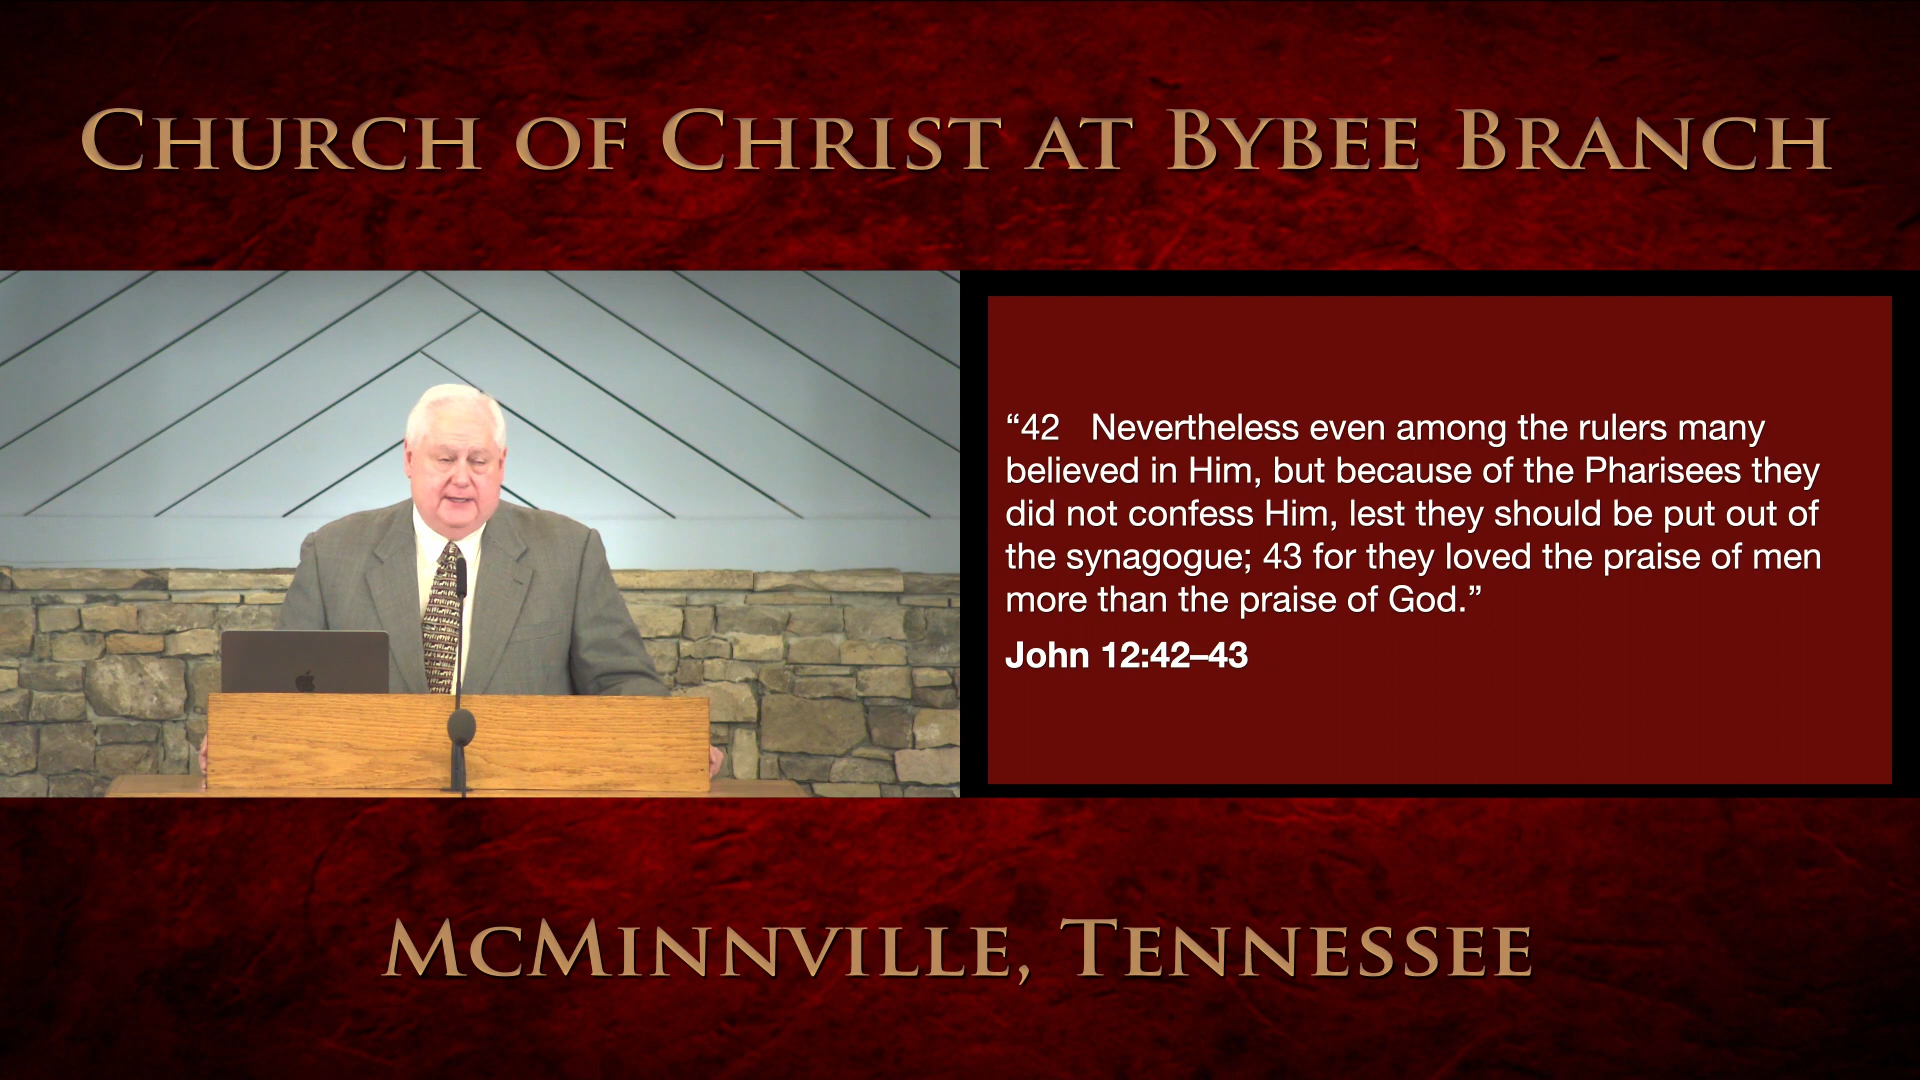 Church of Christ at Bybee Branch
“42 Nevertheless even among the rulers many
believed in Him, but because of the Pharisees they
did not confess Him, lest they should be put out of
the synagogue; 43 for they loved the praise of men
more than the praise of God.”
John 12:42–43
McMinnville, Tennessee